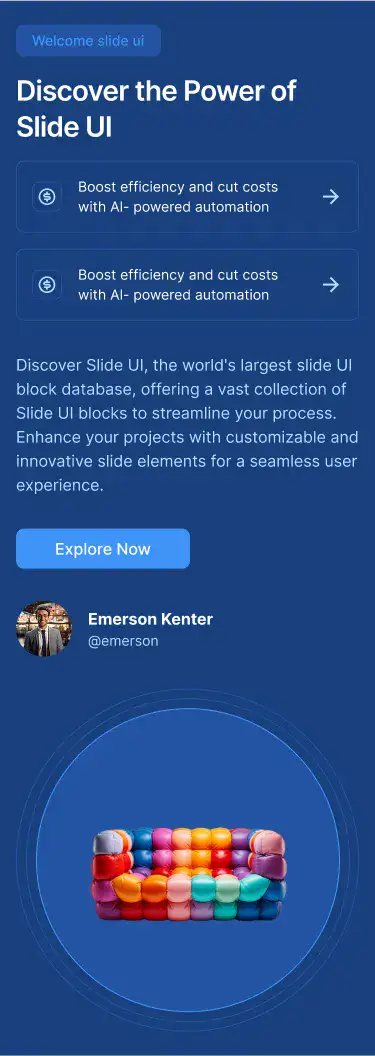 Welcome slide ui
Discover the Power of
Slide UI
Boost efficiency and cut costs
with AI- powered automation
Boost efficiency and cut costs
with AI- powered automation
Discover Slide UI, the world's largest slide UI
block database, offering a vast collection of
Slide UI blocks to streamline your process.
Enhance your projects with customizable and
innovative slide elements for a seamless user
experience.
Explore Now
Emerson Kenter
@emerson